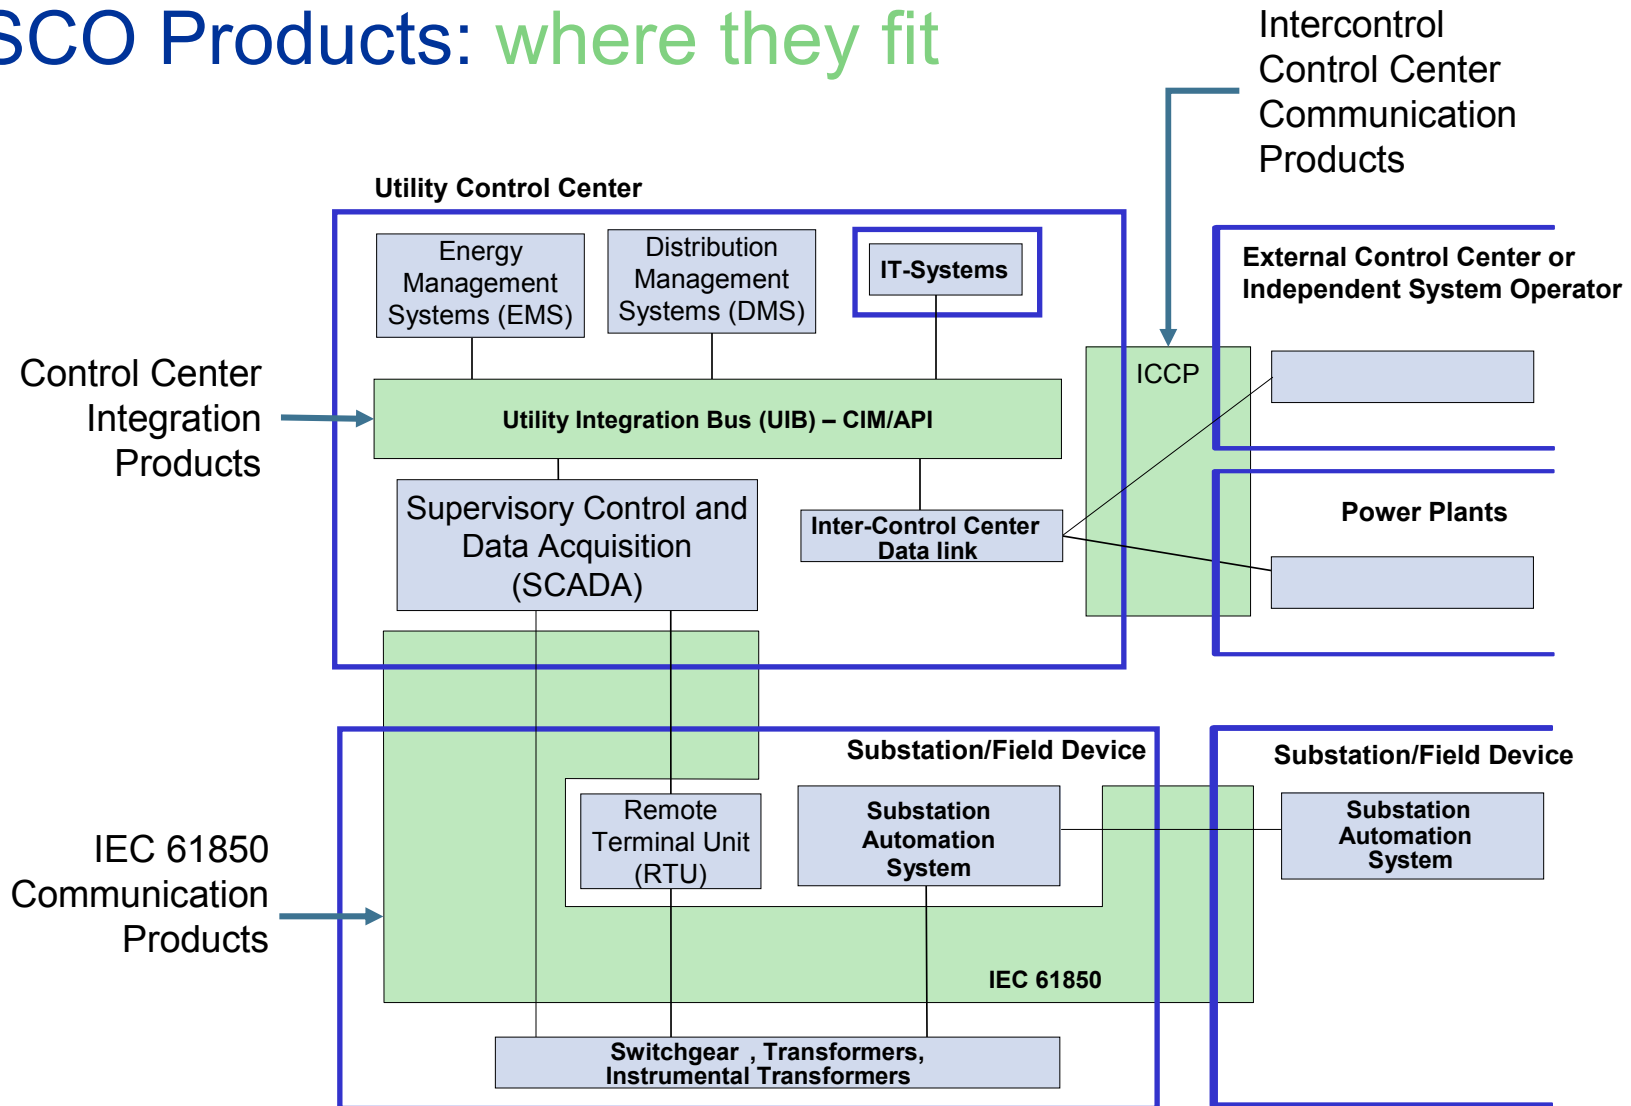 SCO Products: where they fit
Intercontrol
Control Center
Communication
Products
Utility Control Center
Energy
Management
Systems (EMS)
Distribution
Management
Systems (DMS)
IT-Systems
External Control Center or
Independent System Operator
Control Center
Integration
Products
ICCP
Utility Integration Bus (UIB) – CIM/API
Supervisory Control and
Data Acquisition
(SCADA)
Inter-Control Center
Data link
Power Plants
Substation/Field Device
Substation/Field Device
Remote
Terminal Unit
(RTU)
Substation
Automation
System
Substation
Automation
System
IEC 61850
Communication
Products
IEC 61850
Switchgear , Transformers,
Instrumental Transformers